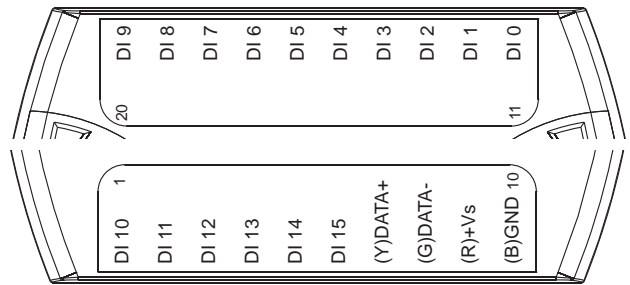 DI 9
DI 8
DI 7
DI 6
DI 5
DI 4
DI 3
DI 2
DI 1
DI 0
20
11
1
10
DI 10
DI 11
DI 12
DI 13
DI 14
DI 15
(Y)DATA+
(G)DATA-
(R)+Vs
(B)GND